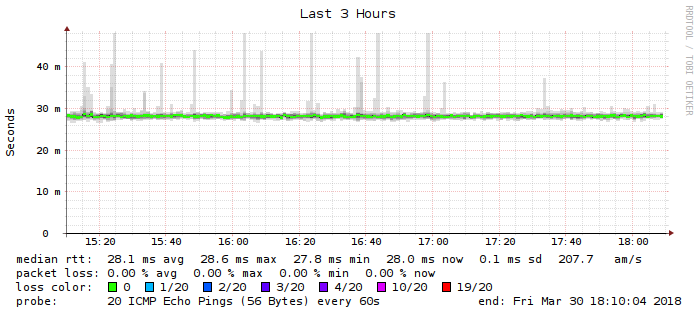 Last 3 Hours
RRDTOOL / TOBI OETIKER
Seconds
40 m
30 m
20 m
10 m
0
15:20 15:40 16:00 16:20 16:40 17:00 17:20 17:40 18:00
median rtt: 28.1 ms avg 28.6 ms max 27.8 ms min 28.0 ms now 0.1 ms sd 207.7 am/s
packet loss: 0.00 % avg 0.00 % max 0.00 % min 0.00 % now
loss color: 0 1/20 2/20 3/20 4/20 10/20 19/20
probe: 20 ICMP Echo Pings (56 Bytes) every 60s end: Fri Mar 30 18:10:04 2018